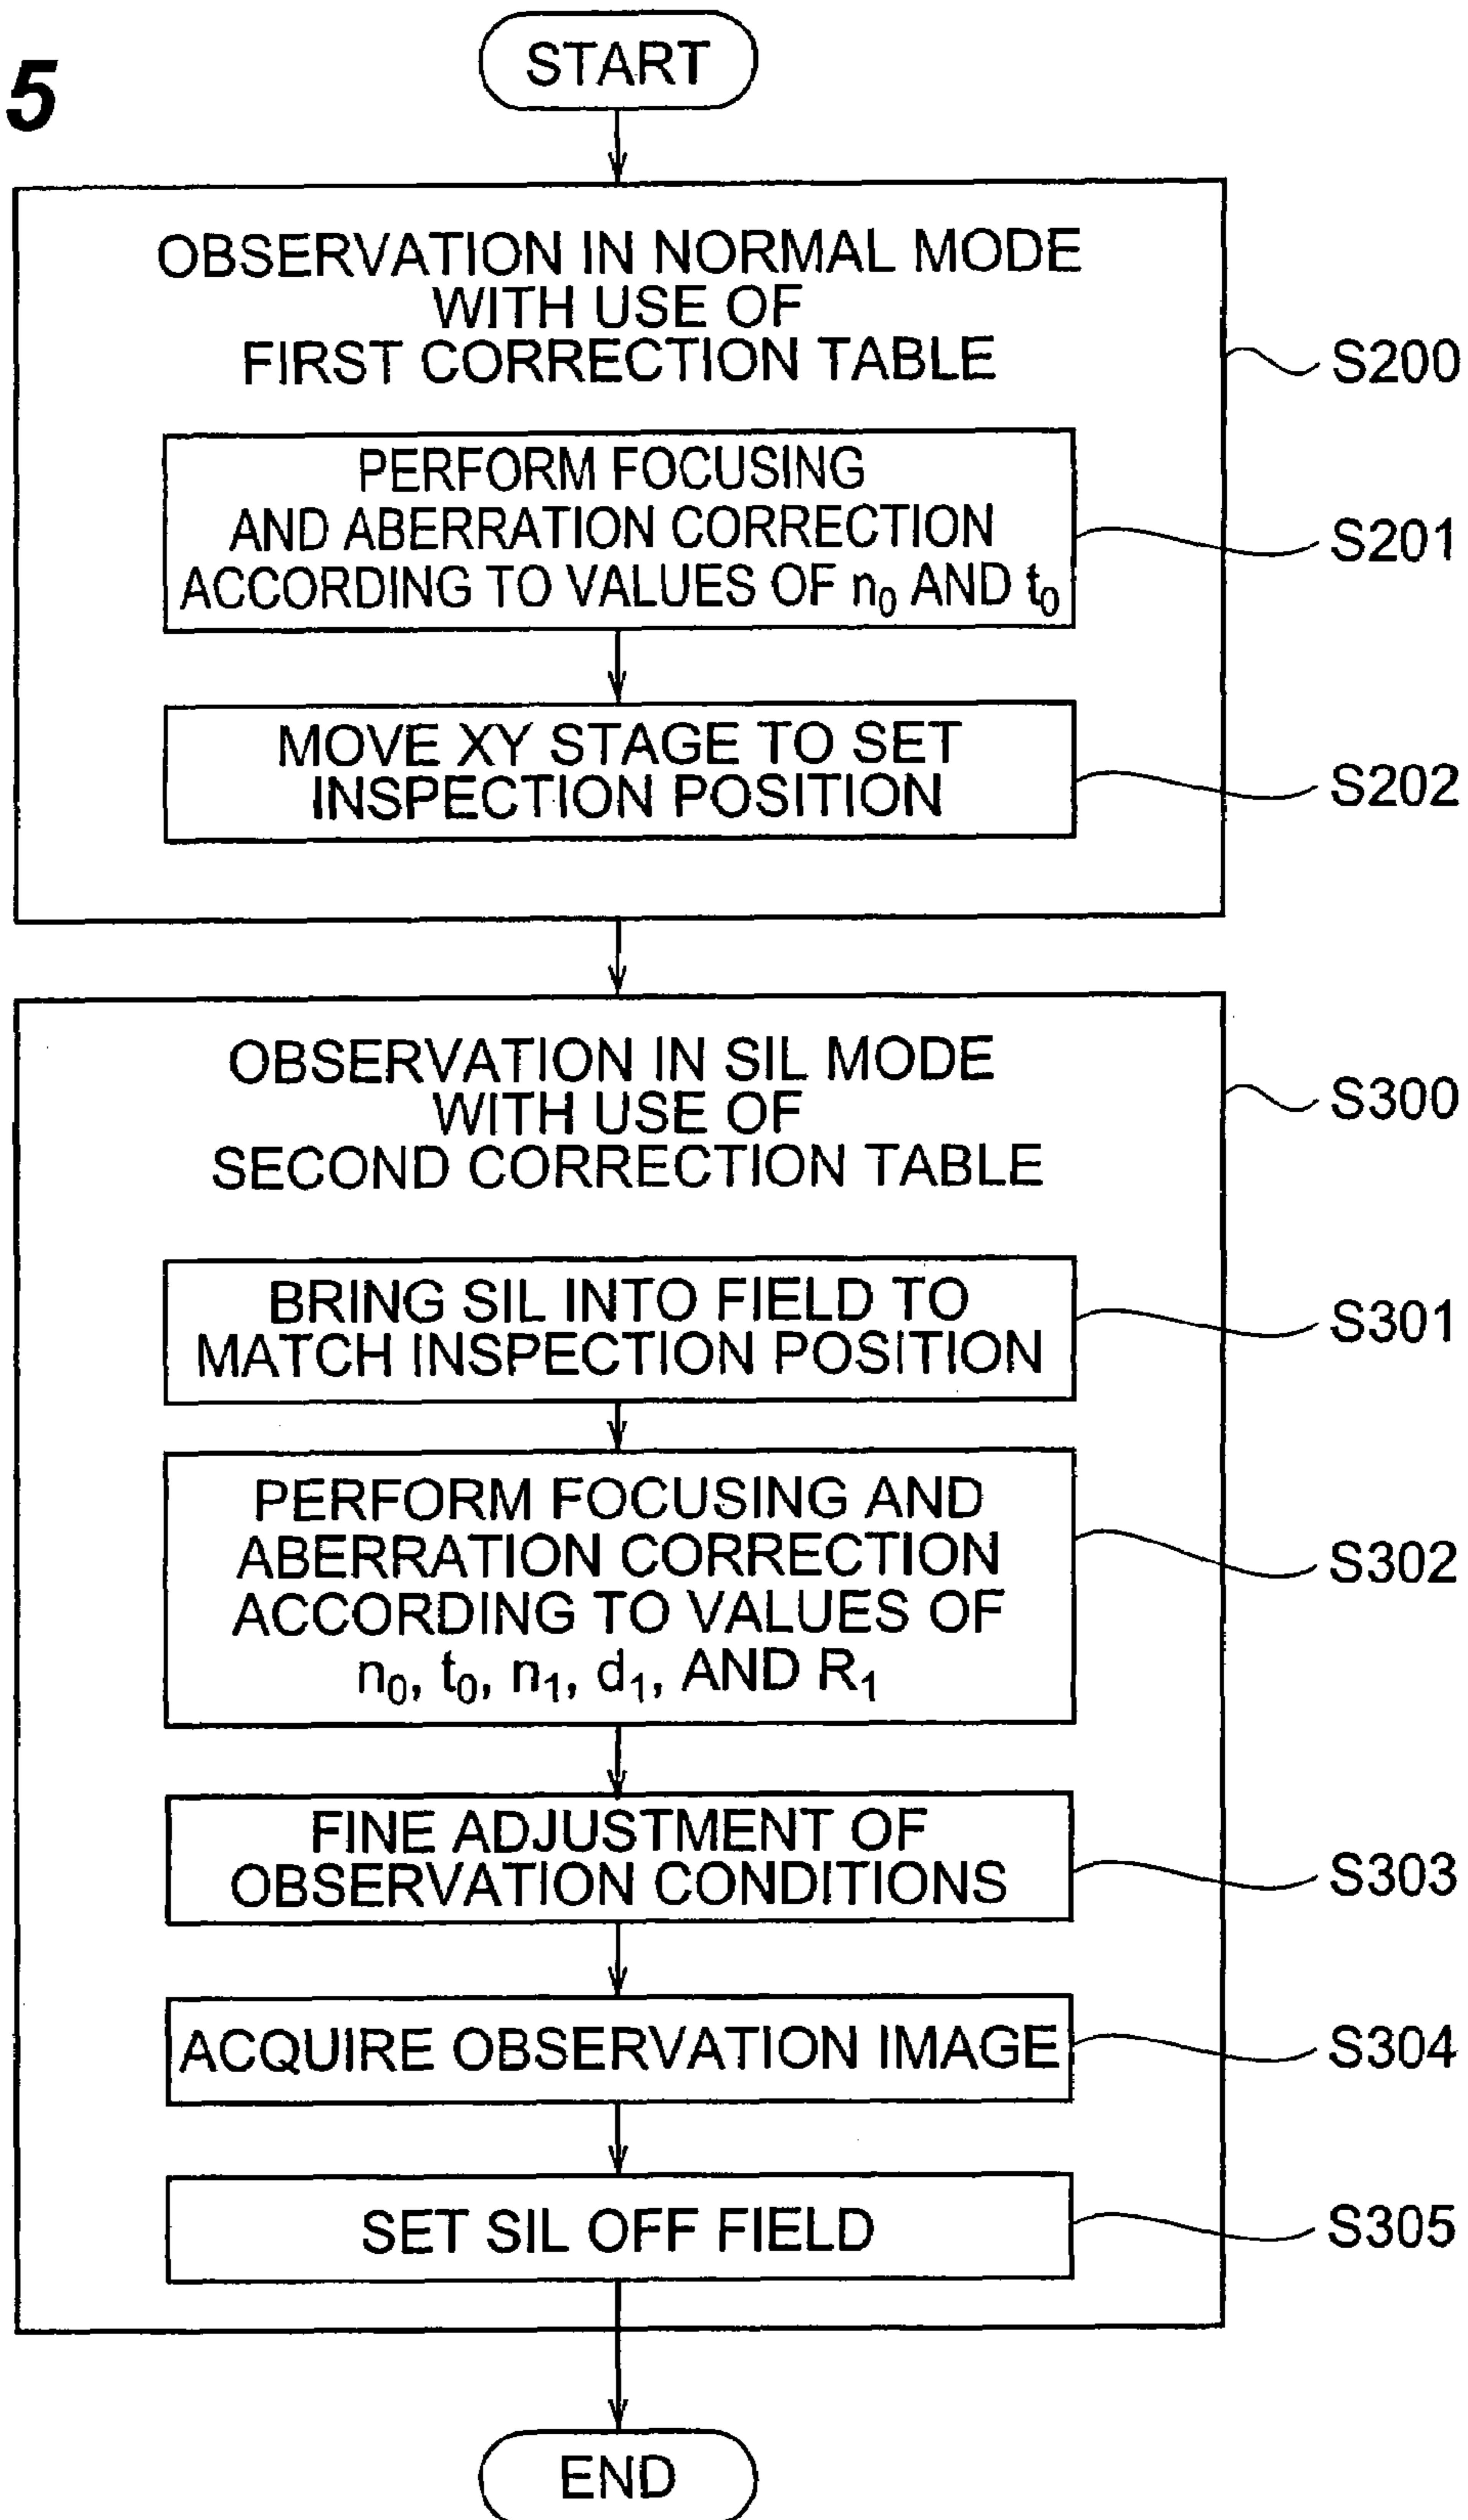 5
START
OBSERVATION IN NORMAL MODE
WITH USE OF
FIRST CORRECTION TABLE
S200
PERFORM FOCUSING
AND ABERRATION CORRECTION
ACCORDING TO VALUES OF n₀ AND t₀
S201
MOVE XY STAGE TO SET
INSPECTION POSITION
S202
OBSERVATION IN SIL MODE
WITH USE OF
SECOND CORRECTION TABLE
S300
BRING SIL INTO FIELD TO
MATCH INSPECTION POSITION
S301
PERFORM FOCUSING AND
ABERRATION CORRECTION
ACCORDING TO VALUES OF
n₀, t₀, n₁, d₁, AND R₁
S302
FINE ADJUSTMENT OF
OBSERVATION CONDITIONS
S303
ACQUIRE OBSERVATION IMAGE
S304
SET SIL OFF FIELD
S305
END